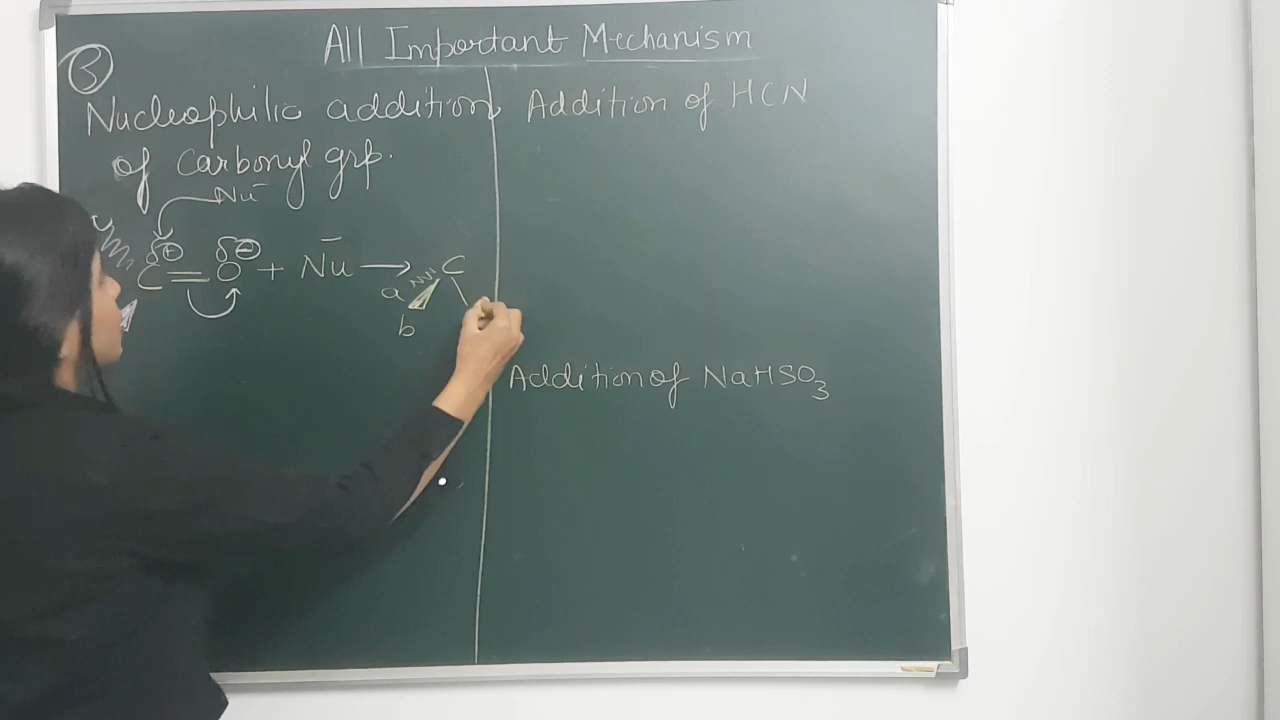 All Important Mechanism
3
Nucleophilic addition
of carbonyl grp.
Nu⁻
δ⊕ δ⊖
C = O + Nu⁻ → C
a
b
Addition of HCN
Addition of NaHSO₃